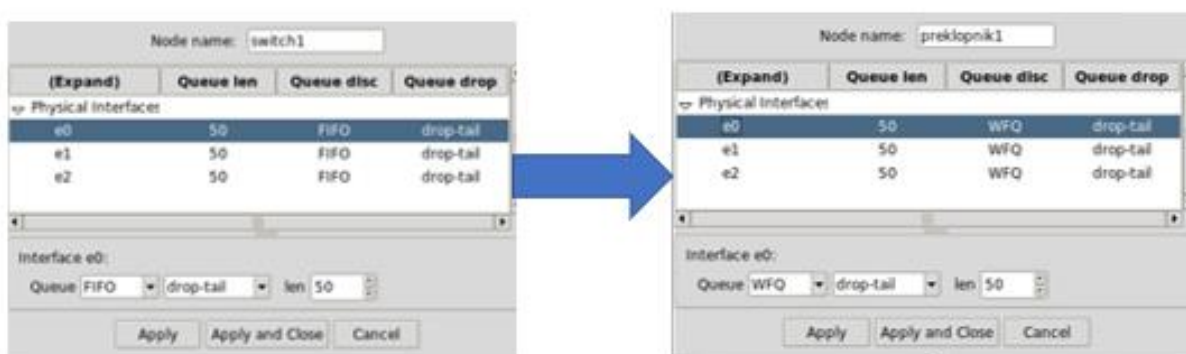 Node name: switch1
(Expand) Queue len Queue disc Queue drop
Physical Interfaces
e0 50 FIFO drop-tail
e1 50 FIFO drop-tail
e2 50 FIFO drop-tail
Interface e0:
Queue FIFO drop-tail len 50
Apply Apply and Close Cancel
Node name: preklopnik1
(Expand) Queue len Queue disc Queue drop
Physical Interfaces
e0 50 WFQ drop-tail
e1 50 WFQ drop-tail
e2 50 WFQ drop-tail
Interface e0:
Queue WFQ drop-tail len 50
Apply Apply and Close Cancel